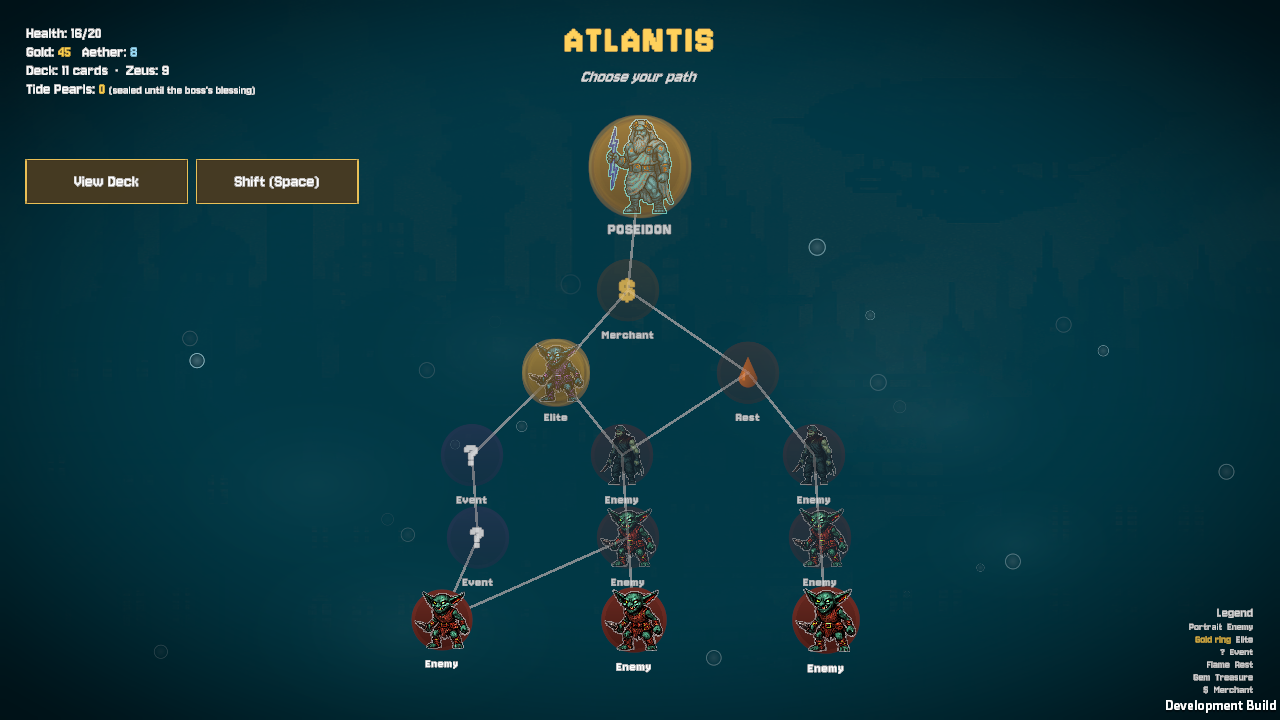 Health: 16/20
Gold: 45 Aether: 8
Deck: 11 cards · Zeus: 9
Tide Pearls: 0 (sealed until the boss's blessing)
ATLANTIS
Choose your path
View Deck
Shift (Space)
POSEIDON
$
Merchant
Elite
Rest
?
Event
Enemy
Enemy
?
Event
Enemy
Enemy
Enemy
Enemy
Enemy
Legend
Portrait Enemy
Gold ring Elite
? Event
Flame Rest
Gem Treasure
$ Merchant
Development Build